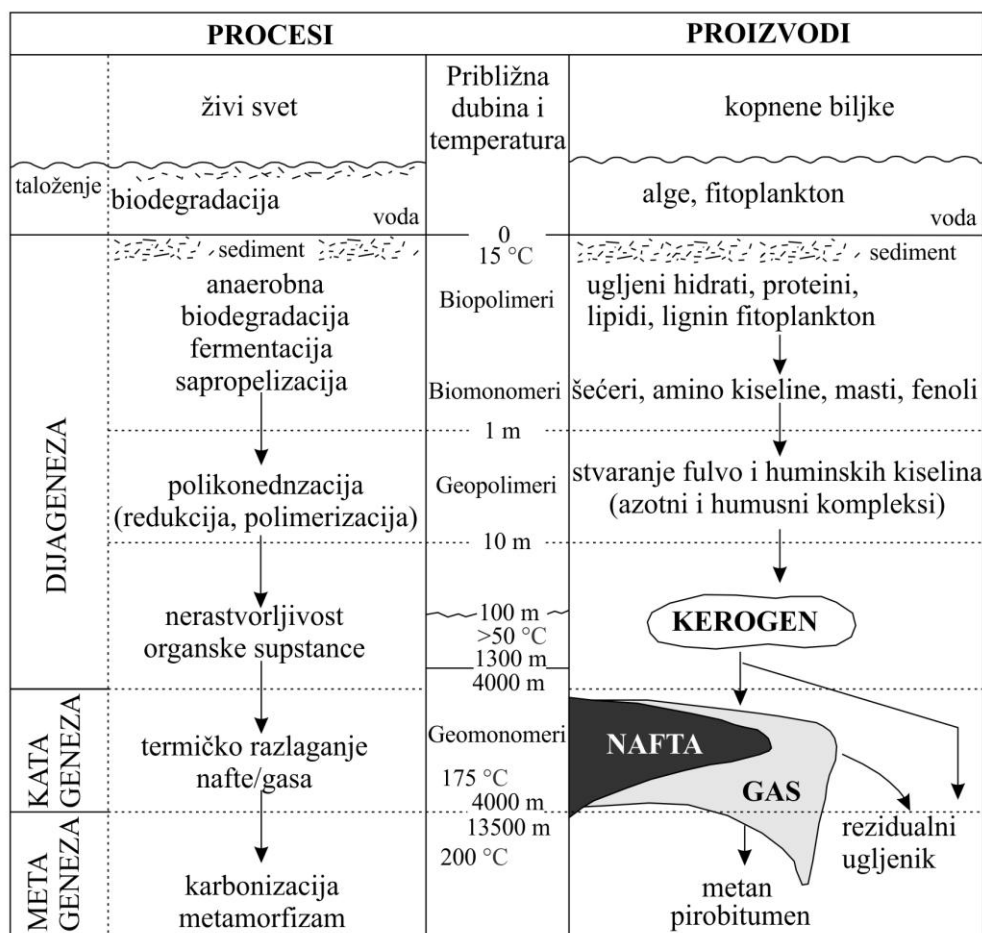 PROCESI
PROIZVODI
živi svet
Približna
dubina i
temperatura
kopnene biljke
taloženje
biodegradacija
voda
alge, fitoplankton
voda
DIJAGENEZA
sediment
anaerobna
biodegradacija
fermentacija
sapropelizacija
0
15 °C
Biopolimeri
Biomonomeri
sediment
ugljeni hidrati, proteini,
lipidi, lignin fitoplankton
šećeri, amino kiseline, masti, fenoli
1 m
polikonednzacija
(redukcija, polimerizacija)
Geopolimeri
stvaranje fulvo i huminskih kiselina
(azotni i humusni kompleksi)
10 m
nerastvorljivost
organske supstance
100 m
>50 °C
1300 m
4000 m
KEROGEN
KATA
GENEZA
termičko razlaganje
nafte/gasa
Geomonomeri
175 °C
4000 m
NAFTA
GAS
rezidualni
ugljenik
META
GENEZA
karbonizacija
metamorfizam
13500 m
200 °C
metan
pirobitumen